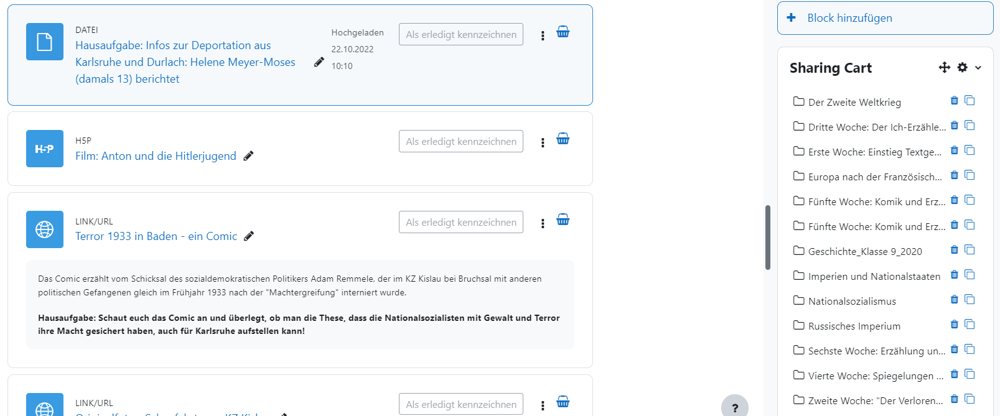 DATEI
Hausaufgabe: Infos zur Deportation aus
Karlsruhe und Durlach: Helene Meyer-Moses
(damals 13) berichtet
Hochgeladen
22.10.2022
10:10
Als erledigt kennzeichnen
H5P
H5P
Film: Anton und die Hitlerjugend
Als erledigt kennzeichnen
LINK/URL
Terror 1933 in Baden - ein Comic
Als erledigt kennzeichnen
Das Comic erzählt vom Schicksal des sozialdemokratischen Politikers Adam Remmele, der im KZ Kislau bei Bruchsal mit anderen
politischen Gefangenen gleich im Frühjahr 1933 nach der "Machtergreifung" interniert wurde.
Hausaufgabe: Schaut euch das Comic an und überlegt, ob man die These, dass die Nationalsozialisten mit Gewalt und Terror
ihre Macht gesichert haben, auch für Karlsruhe aufstellen kann!
LINK/URL
Als erledigt kennzeichnen
?
Block hinzufügen
Sharing Cart
Der Zweite Weltkrieg
Dritte Woche: Der Ich-Erzähle...
Erste Woche: Einstieg Textge...
Europa nach der Französisch...
Fünfte Woche: Komik und Erz...
Fünfte Woche: Komik und Erz...
Geschichte_Klasse 9_2020
Imperien und Nationalstaaten
Nationalsozialismus
Russisches Imperium
Sechste Woche: Erzählung un...
Vierte Woche: Spiegelungen ...
Zweite Woche: "Der Verloren...